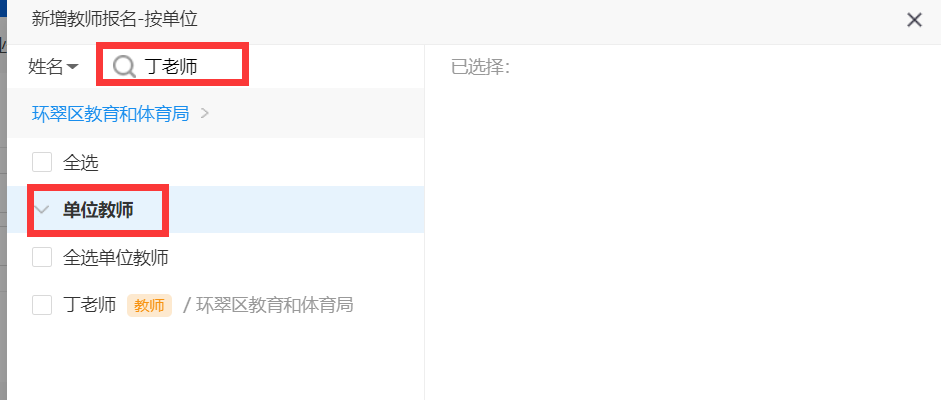 新增教师报名-按单位
姓名 丁老师
已选择：
环翠区教育和体育局
全选
单位教师
全选单位教师
丁老师 教师 / 环翠区教育和体育局